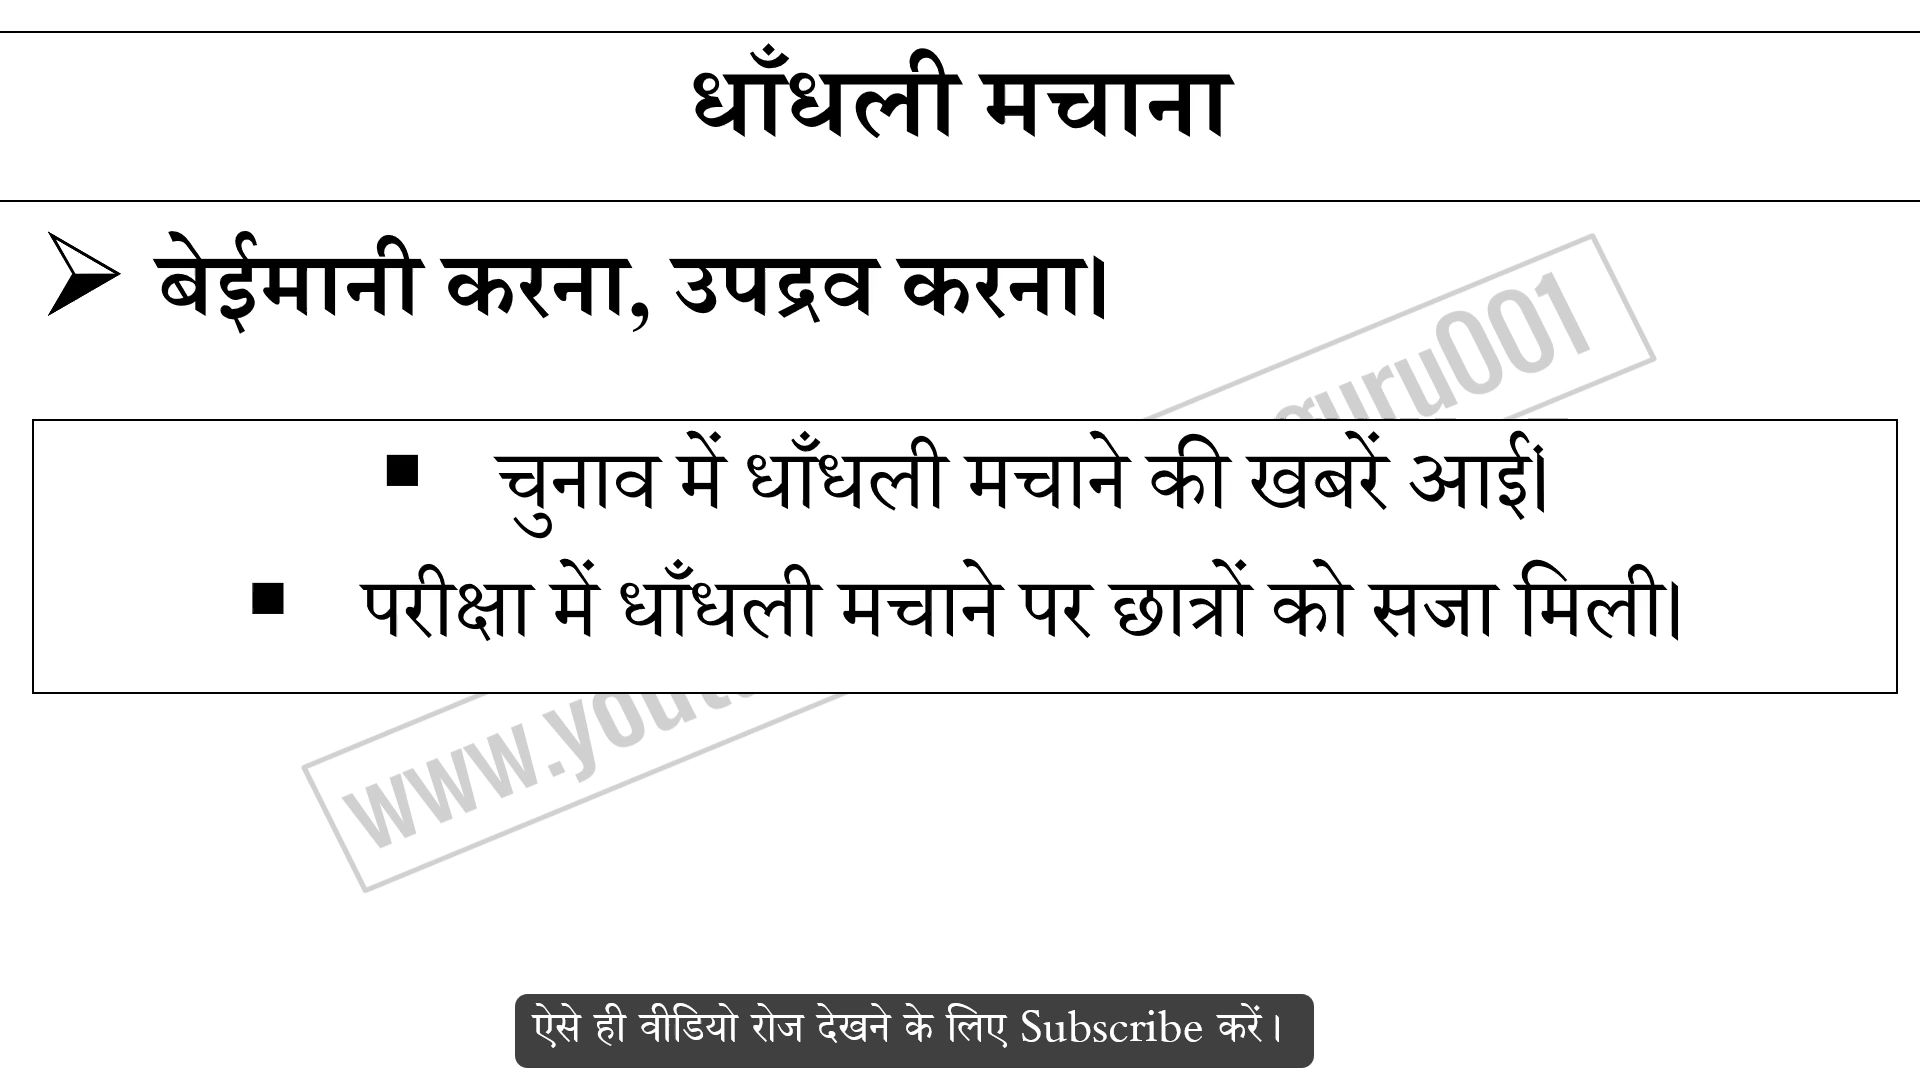 धाँधली मचाना
बेईमानी करना, उपद्रव करना।
guru001
चुनाव में धाँधली मचाने की खबरें आईं।
परीक्षा में धाँधली मचाने पर छात्रों को सजा मिली।
ऐसे ही वीडियो रोज देखने के लिए Subscribe करें।